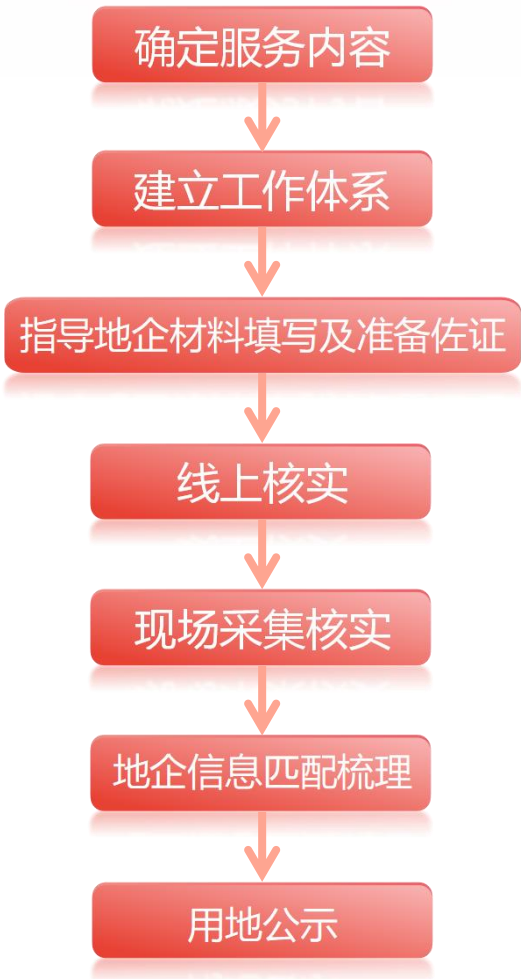 确定服务内容
建立工作体系
指导地企材料填写及准备佐证
线上核实
现场采集核实
地企信息匹配梳理
用地公示